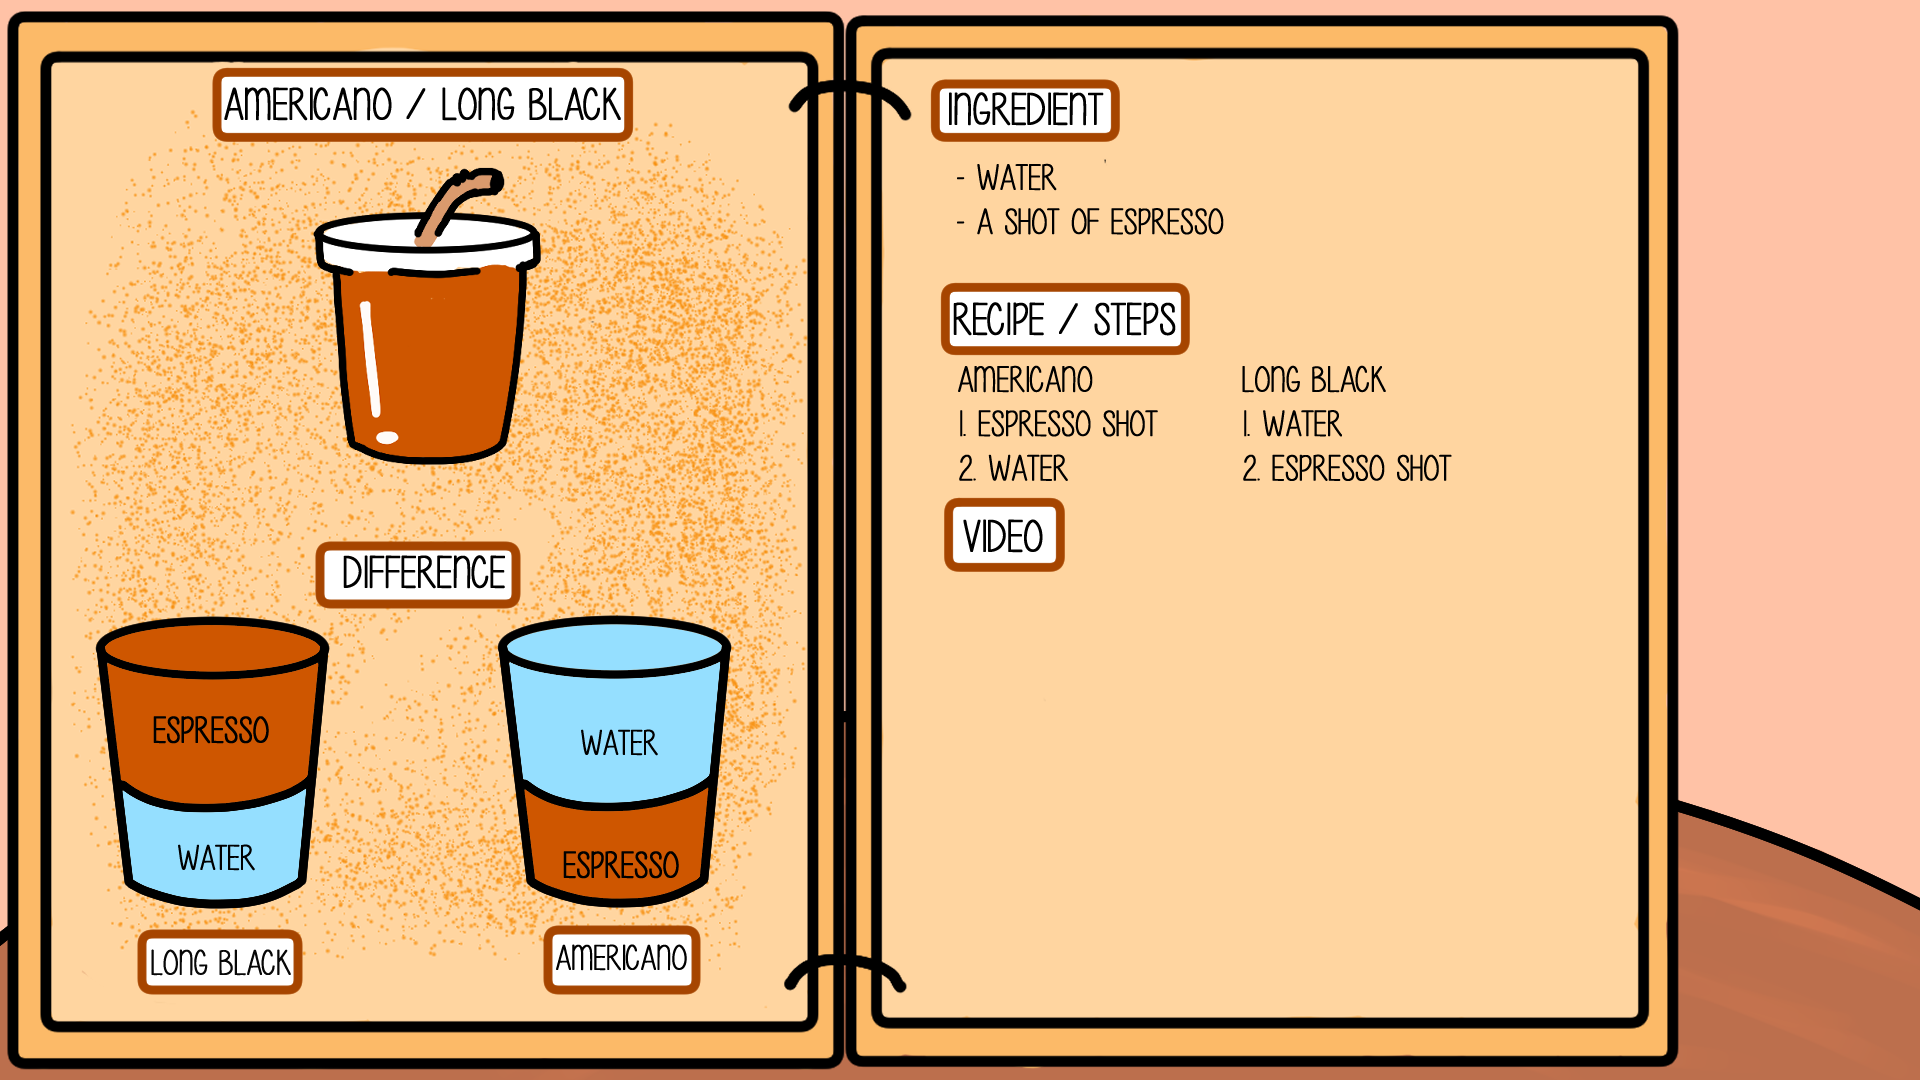 AMERICANO / LONG BLACK
DIFFERENCE
ESPRESSO
WATER
LONG BLACK
WATER
ESPRESSO
AMERICANO
INGREDIENT
- WATER
- A SHOT OF ESPRESSO
RECIPE / STEPS
AMERICANO
1. ESPRESSO SHOT
2. WATER
LONG BLACK
1. WATER
2. ESPRESSO SHOT
VIDEO